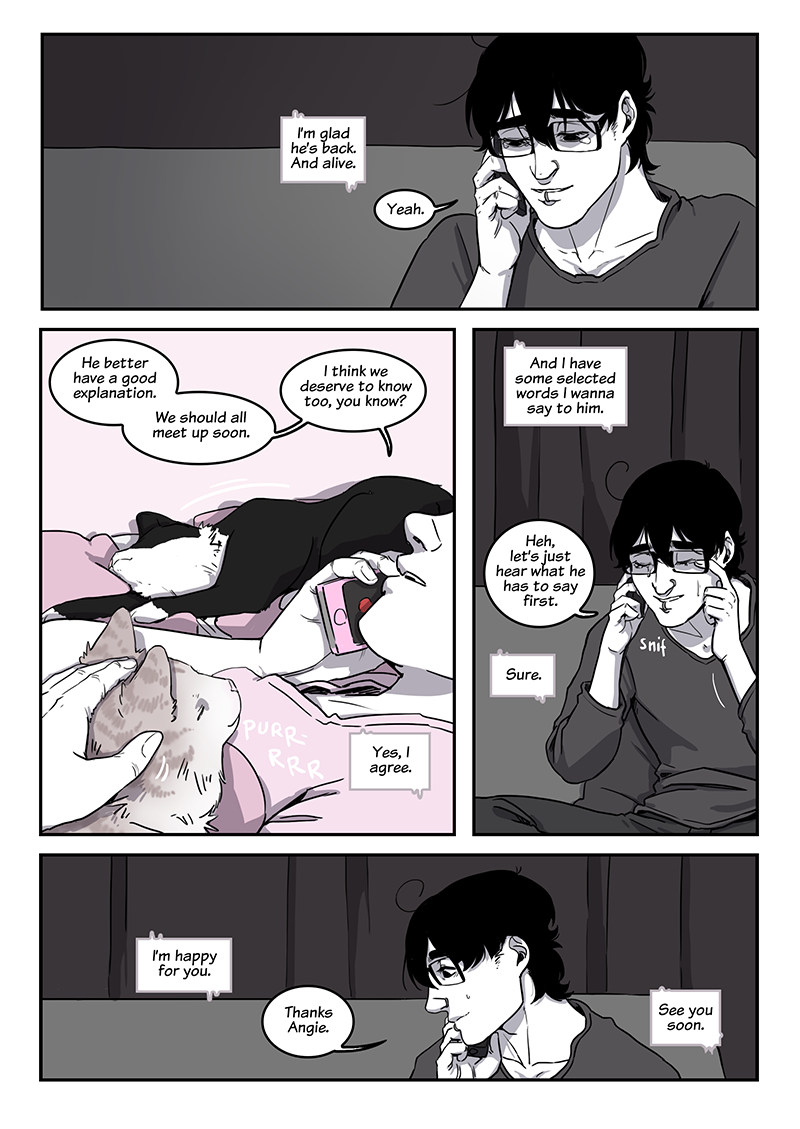 I'm glad
he's back.
And alive.
Yeah.
He better
have a good
explanation.
We should all
meet up soon.
I think we
deserve to know
too, you know?
PURR-
RRR
Yes, I
agree.
And I have
some selected
words I wanna
say to him.
Heh,
let's just
hear what he
has to say
first.
snif
Sure.
I'm happy
for you.
Thanks
Angie.
See you
soon.